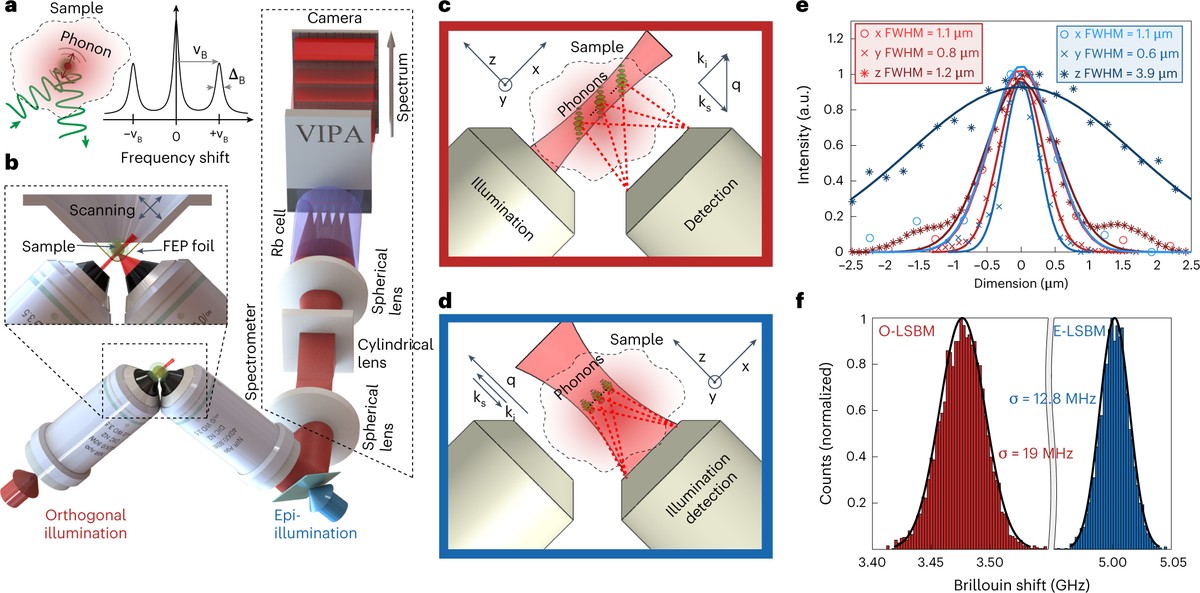 a
Sample
Phonon
ν_B
Δ_B
−ν_B
0
+ν_B
Frequency shift
Camera
Spectrum
VIPA
Rb cell
Spherical
lens
Cylindrical
lens
Spherical
lens
Spectrometer
b
Scanning
Sample
FEP foil
Orthogonal
illumination
Epi-
illumination
c
Sample
Phonons
z
x
y
k_i
k_s
q
Illumination
Detection
d
Sample
Phonons
q
k_s
k_i
z
x
y
Illumination
detection
e
x FWHM = 1.1 µm
y FWHM = 0.8 µm
z FWHM = 1.2 µm
x FWHM = 1.1 µm
y FWHM = 0.6 µm
z FWHM = 3.9 µm
Intensity (a.u.)
1.2
1.0
0.8
0.6
0.4
0.2
0
−2.5
−2
−1.5
−1
−0.5
0
0.5
1
1.5
2
2.5
Dimension (µm)
f
O-LSBM
E-LSBM
σ = 12.8 MHz
σ = 19 MHz
Counts (normalized)
1
0.8
0.6
0.4
0.2
3.40
3.45
3.50
5.00
5.05
Brillouin shift (GHz)